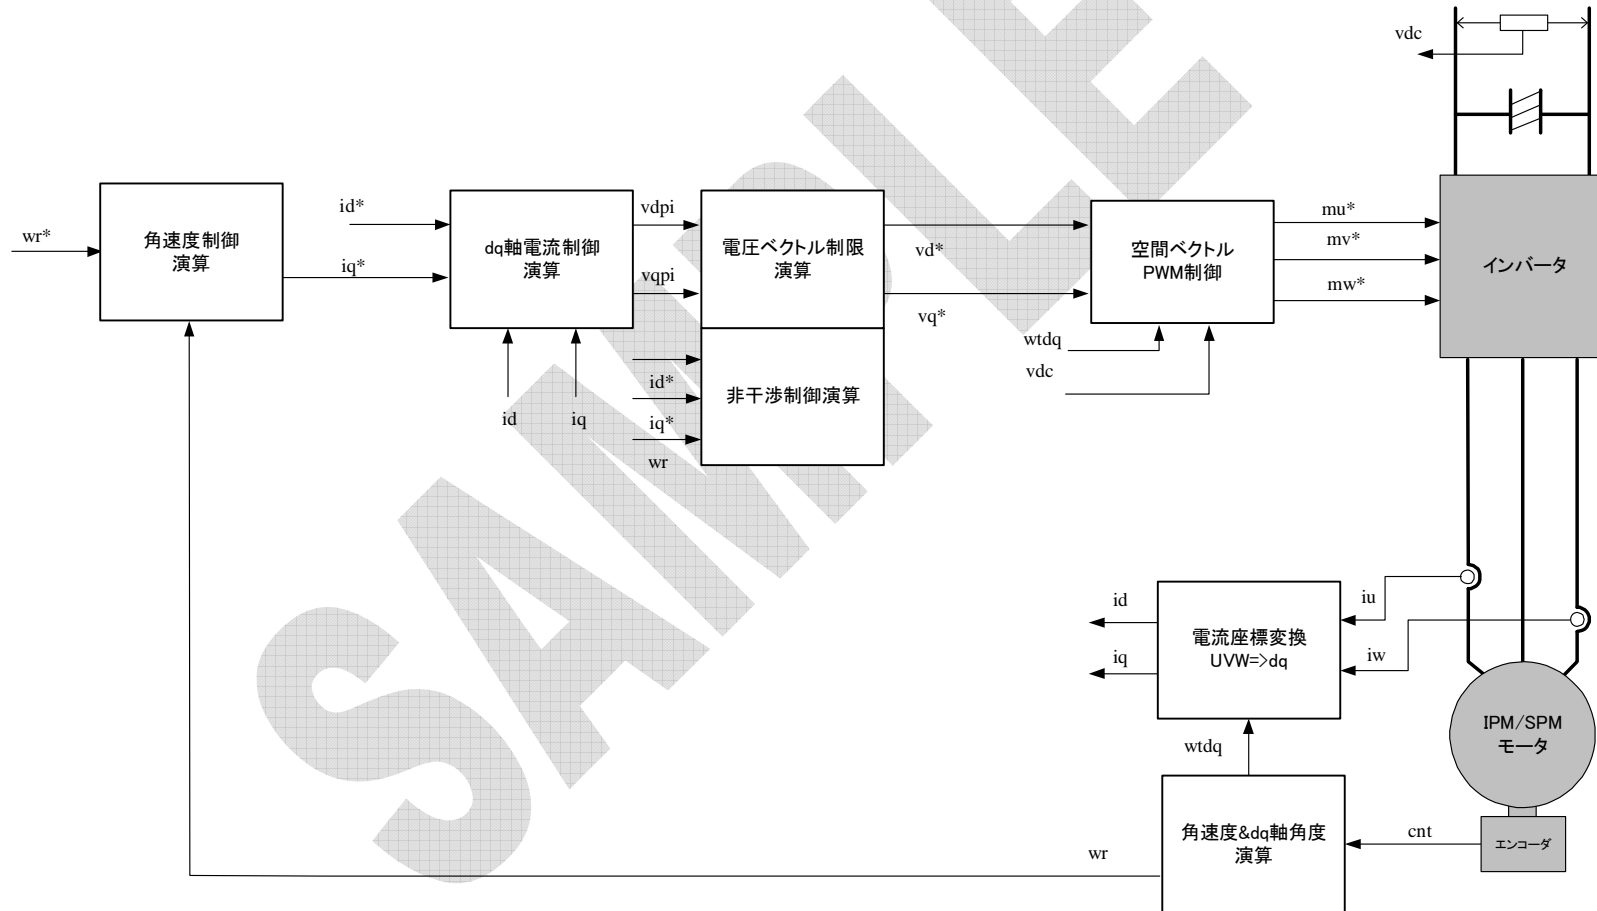 vdc
wr*
角速度制御
演算
id*
iq*
dq軸電流制御
演算
id
iq
vdpi
vqpi
電圧ベクトル制限
演算
id*
iq*
wr
非干渉制御演算
vd*
vq*
空間ベクトル
PWM制御
wtdq
vdc
mu*
mv*
mw*
インバータ
id
iq
電流座標変換
UVW=>dq
iu
iw
IPM/SPM
モータ
wtdq
wr
角速度&dq軸角度
演算
cnt
エンコーダ
SAMPLE